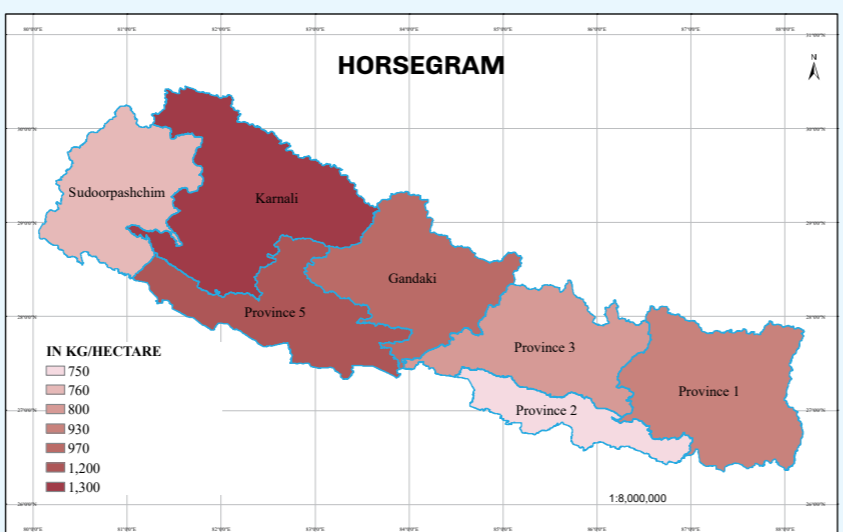 HORSEGRAM
N
Sudoorpashchim
Karnali
Gandaki
Province 5
Province 3
Province 1
Province 2
IN KG/HECTARE
750
760
800
930
970
1,200
1,300
1:8,000,000